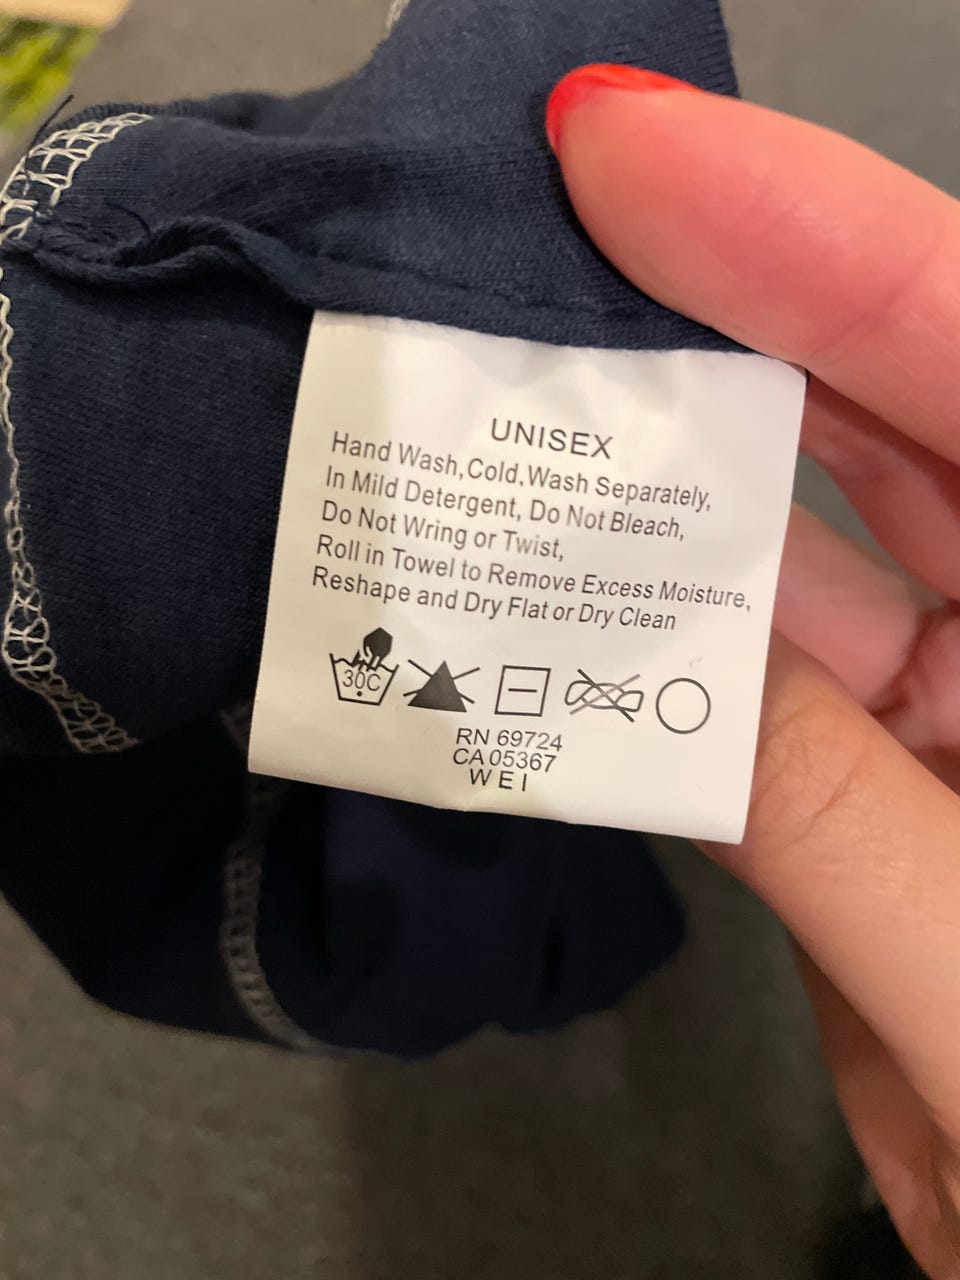 UNISEX
Hand Wash,Cold,Wash Separately,
In Mild Detergent, Do Not Bleach,
Do Not Wring or Twist,
Roll in Towel to Remove Excess Moisture,
Reshape and Dry Flat or Dry Clean
30C
RN 69724
CA 05367
W E I